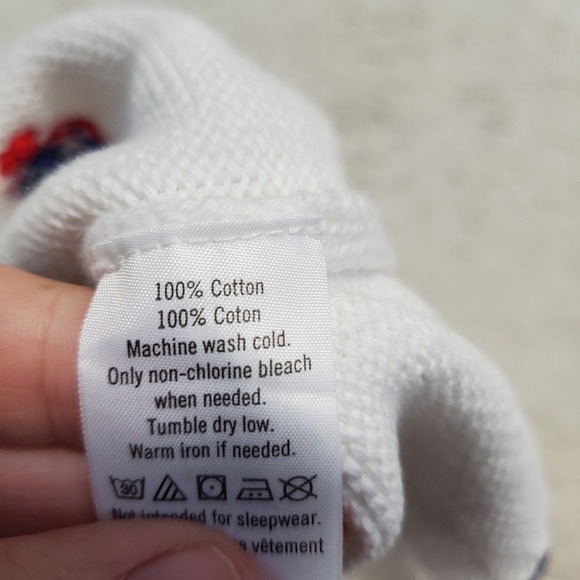 100% Cotton
100% Coton
Machine wash cold.
Only non-chlorine bleach
when needed.
Tumble dry low.
Warm iron if needed.
30
Not intended for sleepwear.
vêtement